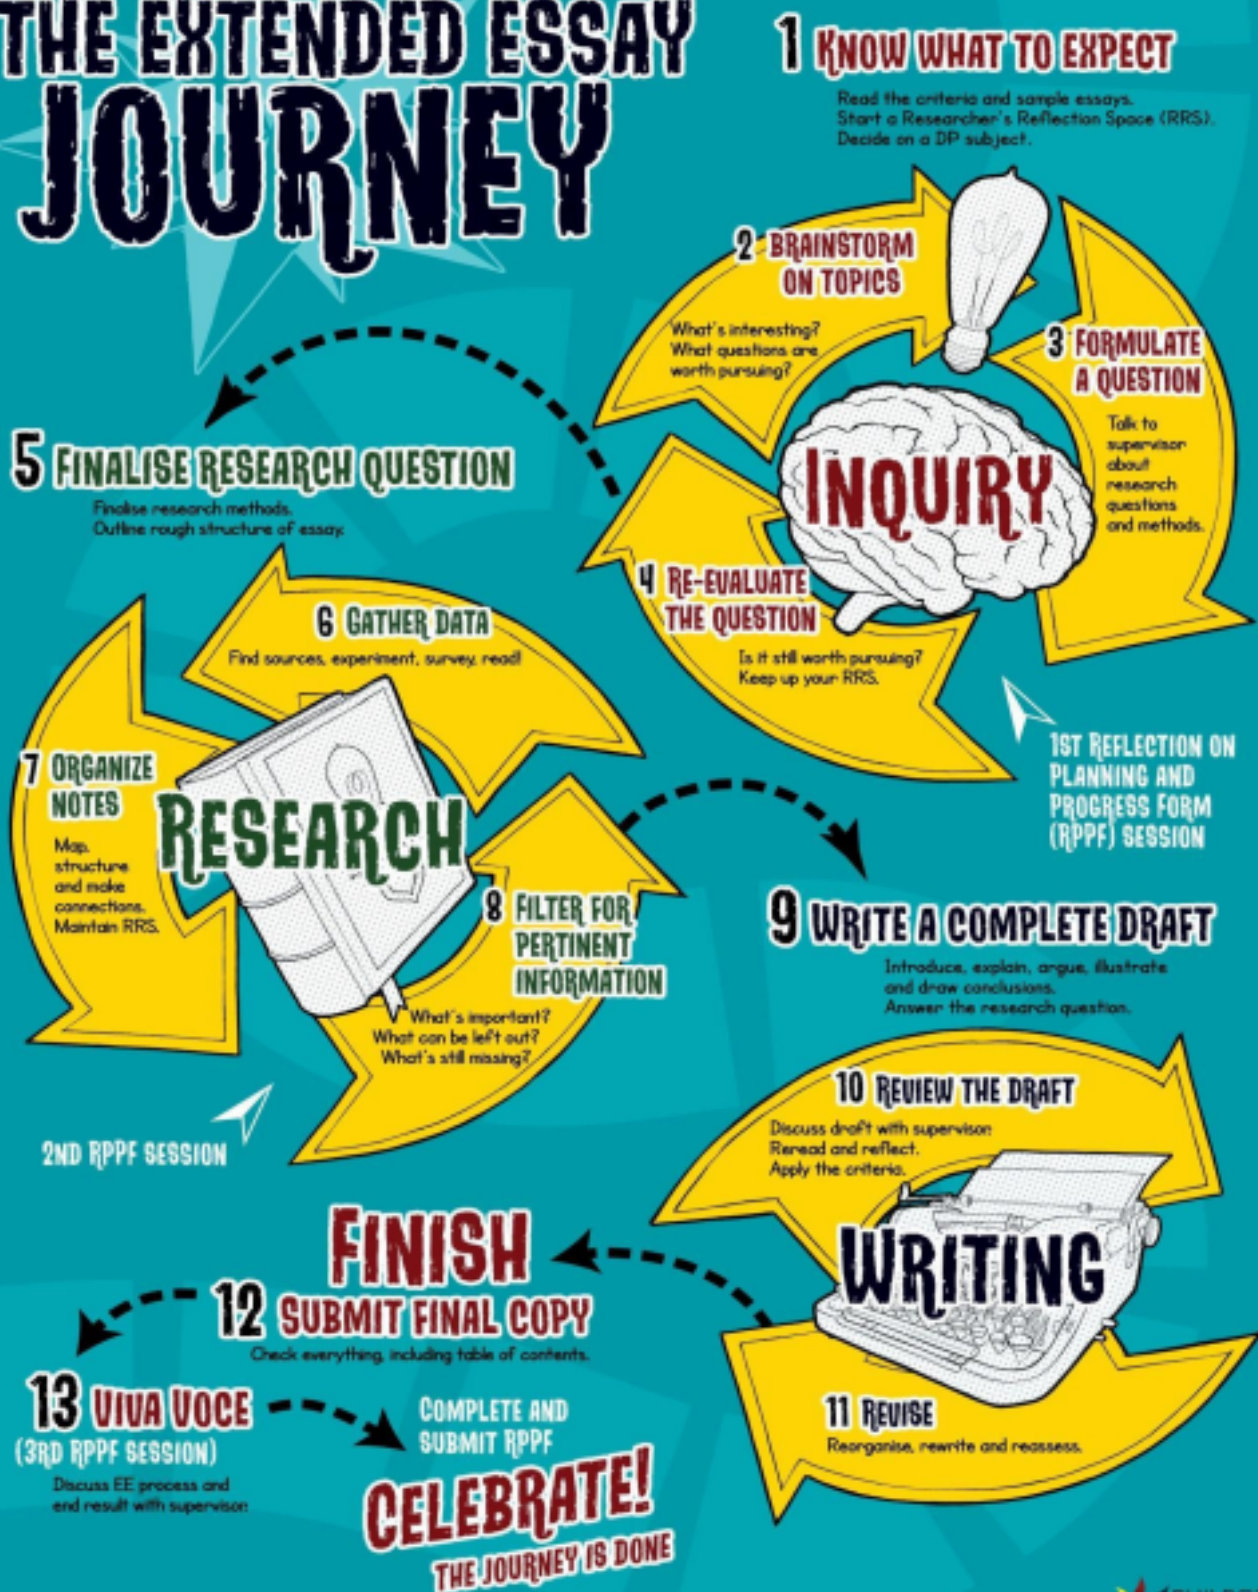 THE EXTENDED ESSAY
JOURNEY
1 KNOW WHAT TO EXPECT
Read the criteria and sample essays.
Start a Researcher's Reflection Space (RRS).
Decide on a DP subject.
2 BRAINSTORM
ON TOPICS
What's interesting?
What questions are
worth pursuing?
3 FORMULATE
A QUESTION
Talk to
supervisor
about
research
questions
and methods.
INQUIRY
4 RE-EVALUATE
THE QUESTION
Is it still worth pursuing?
Keep up your RRS.
1ST REFLECTION ON
PLANNING AND
PROGRESS FORM
(RPPF) SESSION
5 FINALISE RESEARCH QUESTION
Finalise research methods.
Outline rough structure of essay.
6 GATHER DATA
Find sources, experiment, survey, read!
7 ORGANIZE
NOTES
Map,
structure
and make
connections.
Maintain RRS.
RESEARCH
8 FILTER FOR
PERTINENT
INFORMATION
What's important?
What can be left out?
What's still missing?
2ND RPPF SESSION
9 WRITE A COMPLETE DRAFT
Introduce, explain, argue, illustrate
and draw conclusions.
Answer the research question.
10 REVIEW THE DRAFT
Discuss draft with supervisor.
Reread and reflect.
Apply the criteria.
WRITING
11 REVISE
Reorganise, rewrite and reassess.
FINISH
12 SUBMIT FINAL COPY
Check everything, including table of contents.
13 VIVA VOCE
(3RD RPPF SESSION)
Discuss EE process and
end result with supervisor.
COMPLETE AND
SUBMIT RPPF
CELEBRATE!
THE JOURNEY IS DONE